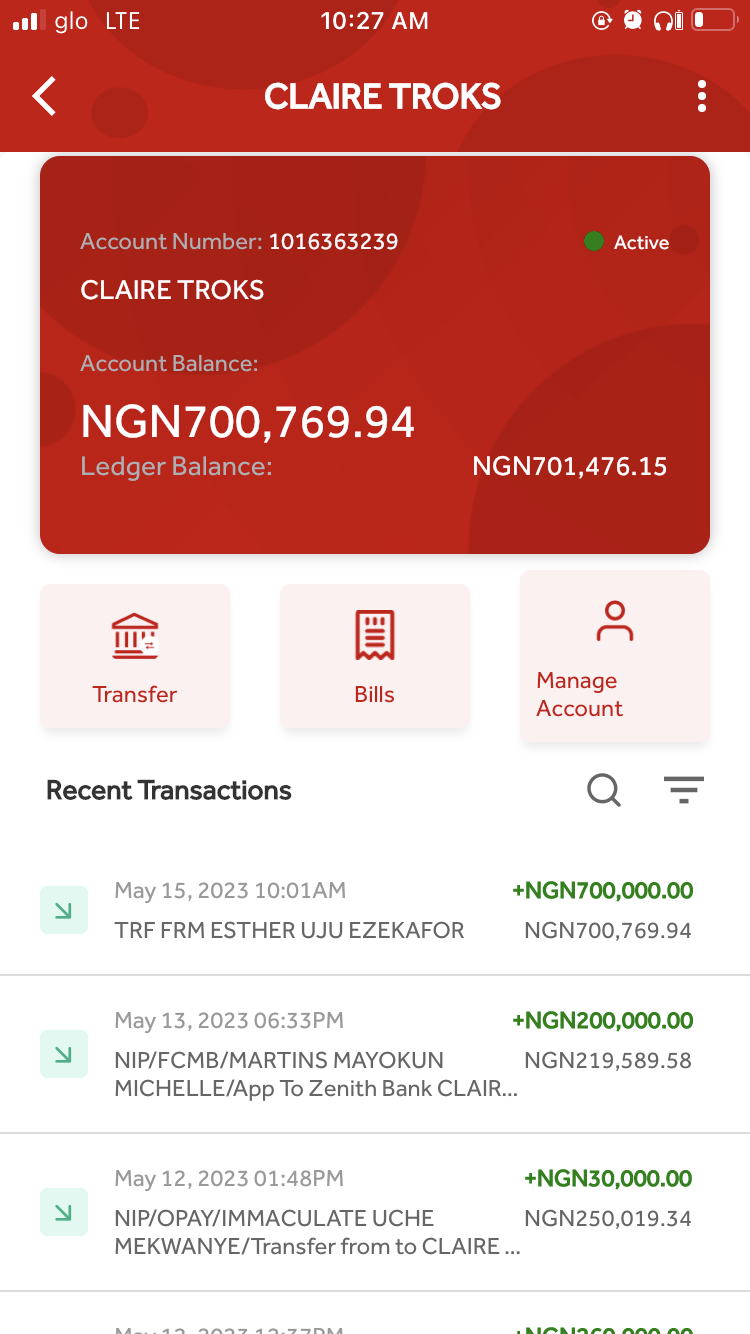 glo LTE 10:27 AM
CLAIRE TROKS
Account Number: 1016363239 Active
CLAIRE TROKS
Account Balance:
NGN700,769.94
Ledger Balance: NGN701,476.15
Transfer
Bills
Manage
Account
Recent Transactions
May 15, 2023 10:01AM +NGN700,000.00
TRF FRM ESTHER UJU EZEKAFOR NGN700,769.94
May 13, 2023 06:33PM +NGN200,000.00
NIP/FCMB/MARTINS MAYOKUN NGN219,589.58
MICHELLE/App To Zenith Bank CLAIR...
May 12, 2023 01:48PM +NGN30,000.00
NIP/OPAY/IMMACULATE UCHE NGN250,019.34
MEKWANYE/Transfer from to CLAIRE ...